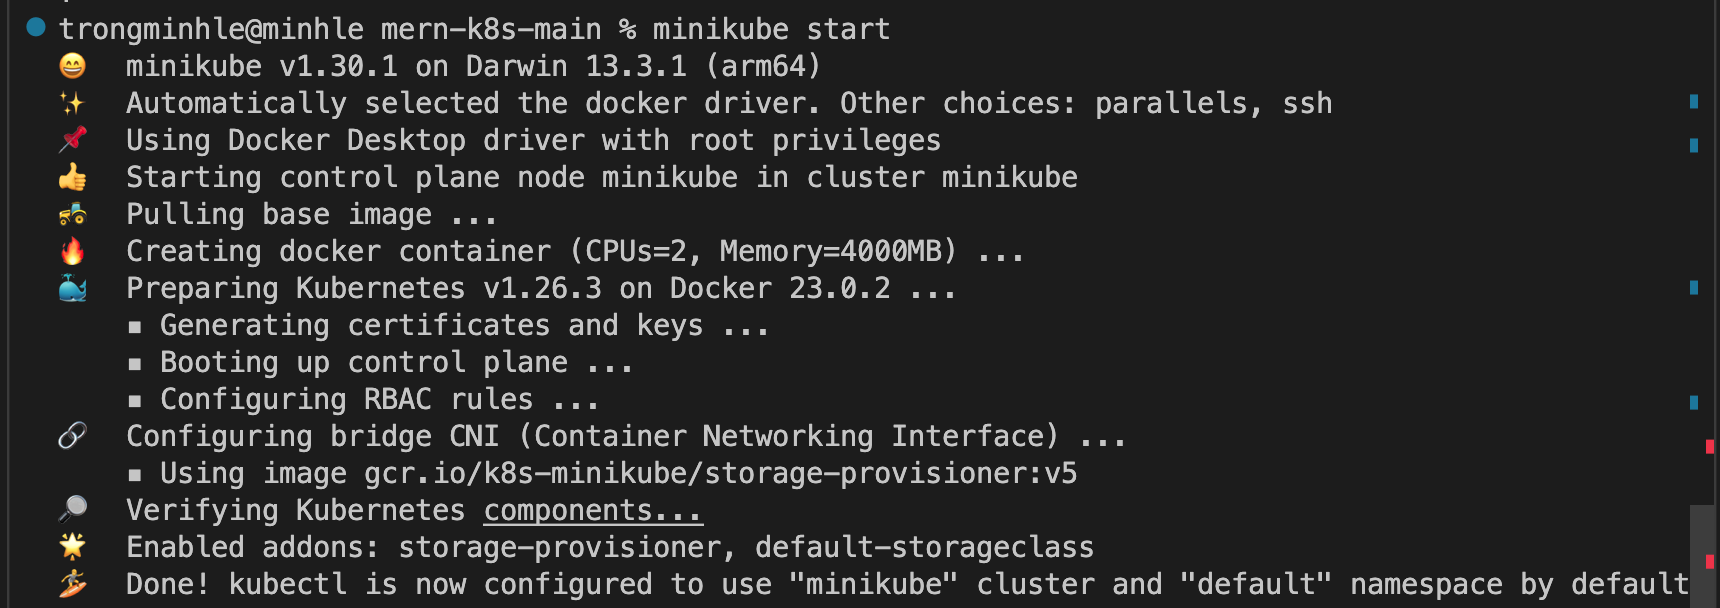 trongminhle@minhle mern-k8s-main % minikube start
😄 minikube v1.30.1 on Darwin 13.3.1 (arm64)
✨ Automatically selected the docker driver. Other choices: parallels, ssh
📌 Using Docker Desktop driver with root privileges
👍 Starting control plane node minikube in cluster minikube
🚜 Pulling base image ...
🔥 Creating docker container (CPUs=2, Memory=4000MB) ...
🐳 Preparing Kubernetes v1.26.3 on Docker 23.0.2 ...
▪ Generating certificates and keys ...
▪ Booting up control plane ...
▪ Configuring RBAC rules ...
🔗 Configuring bridge CNI (Container Networking Interface) ...
▪ Using image gcr.io/k8s-minikube/storage-provisioner:v5
🔎 Verifying Kubernetes components...
🌟 Enabled addons: storage-provisioner, default-storageclass
🏄 Done! kubectl is now configured to use "minikube" cluster and "default" namespace by default